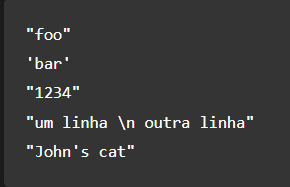 "foo"
'bar'
"1234"
"um linha \n outra linha"
"John's cat"